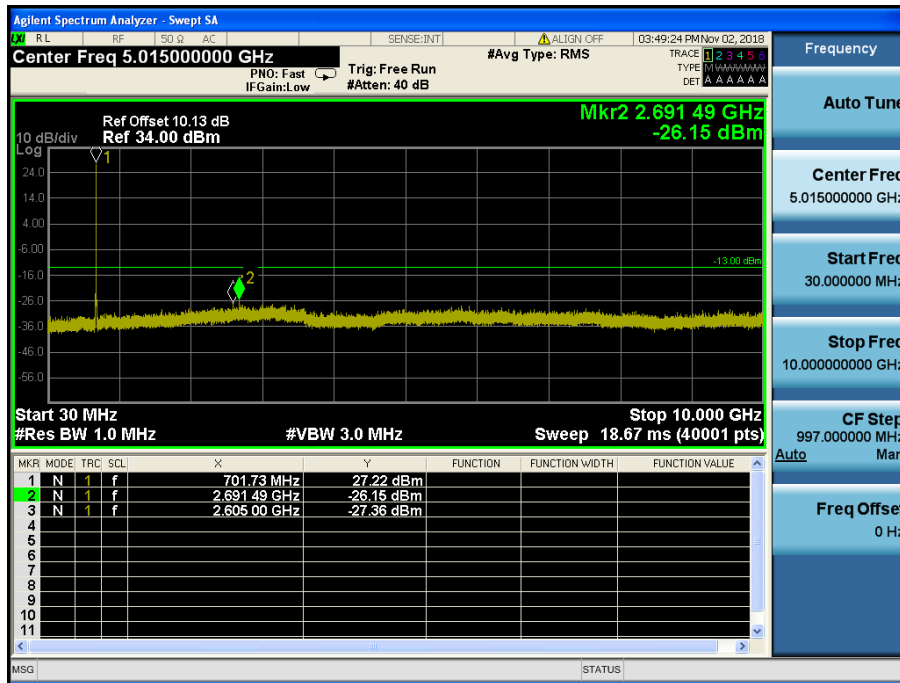 Agilent Spectrum Analyzer - Swept SA
LXI RL RF 50 Ω AC SENSE:INT ALIGN OFF 03:49:24 PM Nov 02, 2018
Center Freq 5.015000000 GHz #Avg Type: RMS TRACE 1 2 3 4 5 6
PNO: Fast Trig: Free Run TYPE M W W W W W
IFGain:Low #Atten: 40 dB DET A A A A A A
Mkr2 2.691 49 GHz
-26.15 dBm
Ref Offset 10.13 dB
10 dB/div Ref 34.00 dBm
Log
1
24.0
14.0
4.00
-6.00
-13.00 dBm
-16.0
2
-26.0
-36.0
-46.0
-56.0
Start 30 MHz Stop 10.000 GHz
#Res BW 1.0 MHz #VBW 3.0 MHz Sweep 18.67 ms (40001 pts)
MKR MODE TRC SCL X Y FUNCTION FUNCTION WIDTH FUNCTION VALUE
1 N 1 f 701.73 MHz 27.22 dBm
2 N 1 f 2.691 49 GHz -26.15 dBm
3 N 1 f 2.605 00 GHz -27.36 dBm
4
5
6
7
8
9
10
11
MSG STATUS
Frequency
Auto Tune
Center Freq
5.015000000 GHz
Start Freq
30.000000 MHz
Stop Freq
10.000000000 GHz
CF Step
997.000000 MHz
Auto Man
Freq Offset
0 Hz